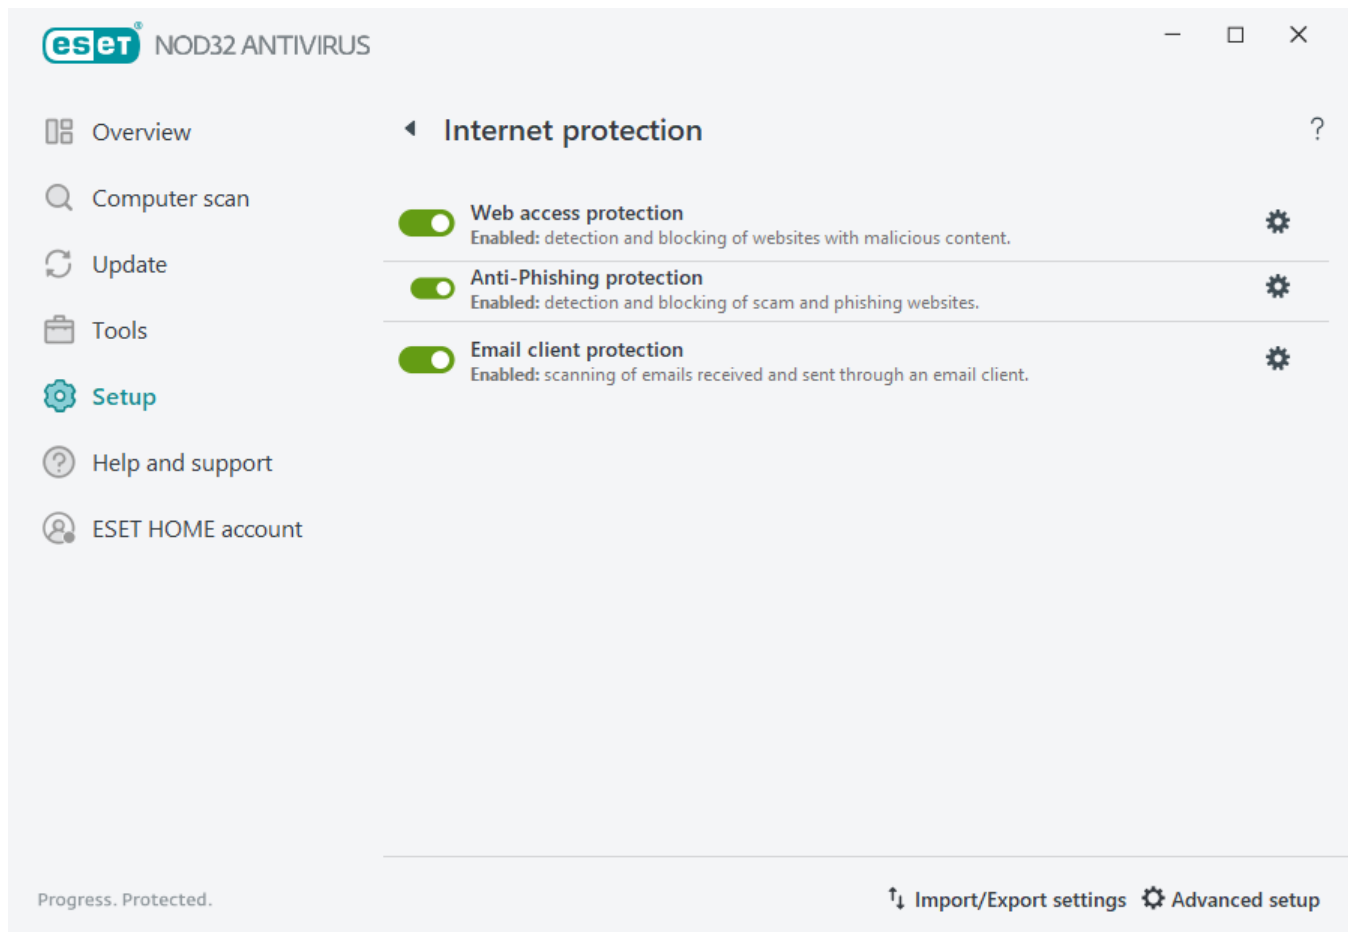 eset® NOD32 ANTIVIRUS
Overview
Computer scan
Update
Tools
Setup
Help and support
ESET HOME account
Internet protection
?
Web access protection
Enabled: detection and blocking of websites with malicious content.
Anti-Phishing protection
Enabled: detection and blocking of scam and phishing websites.
Email client protection
Enabled: scanning of emails received and sent through an email client.
Progress. Protected.
Import/Export settings
Advanced setup